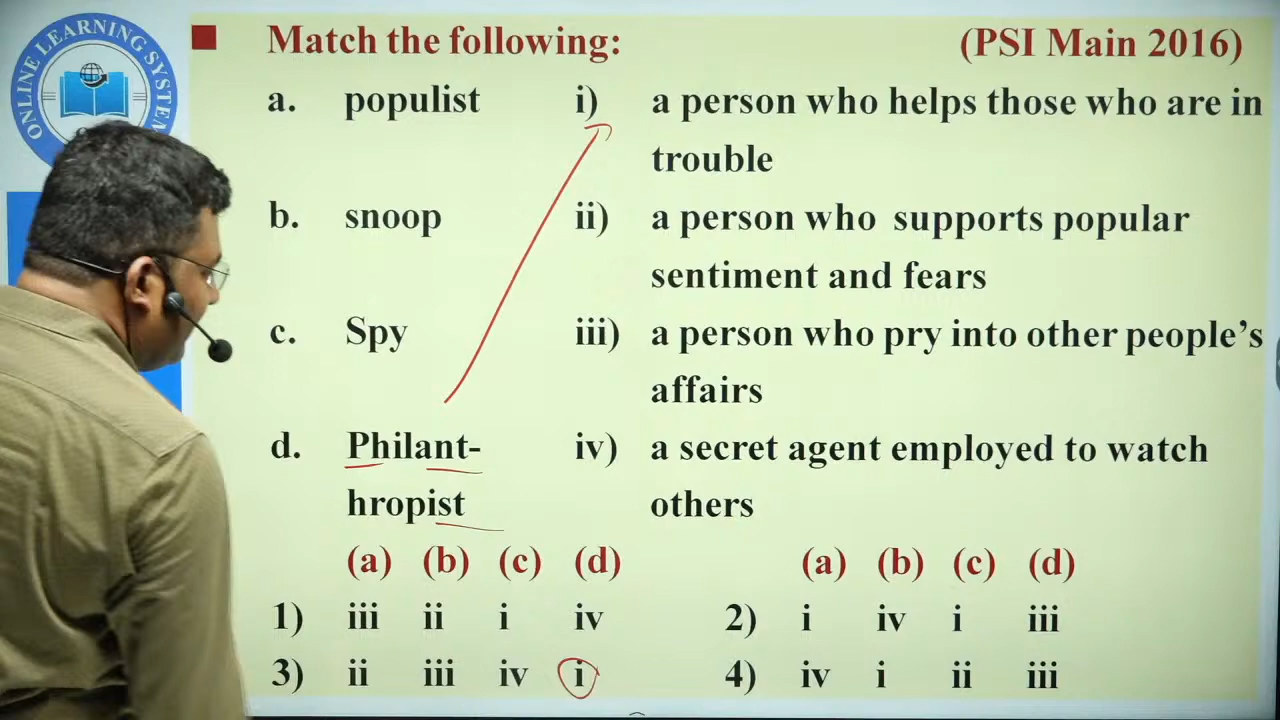 ONLINE LEARNING SYSTEM
Match the following: (PSI Main 2016)
a. populist i) a person who helps those who are in
trouble
b. snoop ii) a person who supports popular
sentiment and fears
c. Spy iii) a person who pry into other people's
affairs
d. Philant- iv) a secret agent employed to watch
hropist others
(a) (b) (c) (d) (a) (b) (c) (d)
1) iii ii i iv 2) i iv i iii
3) ii iii iv i 4) iv i ii iii